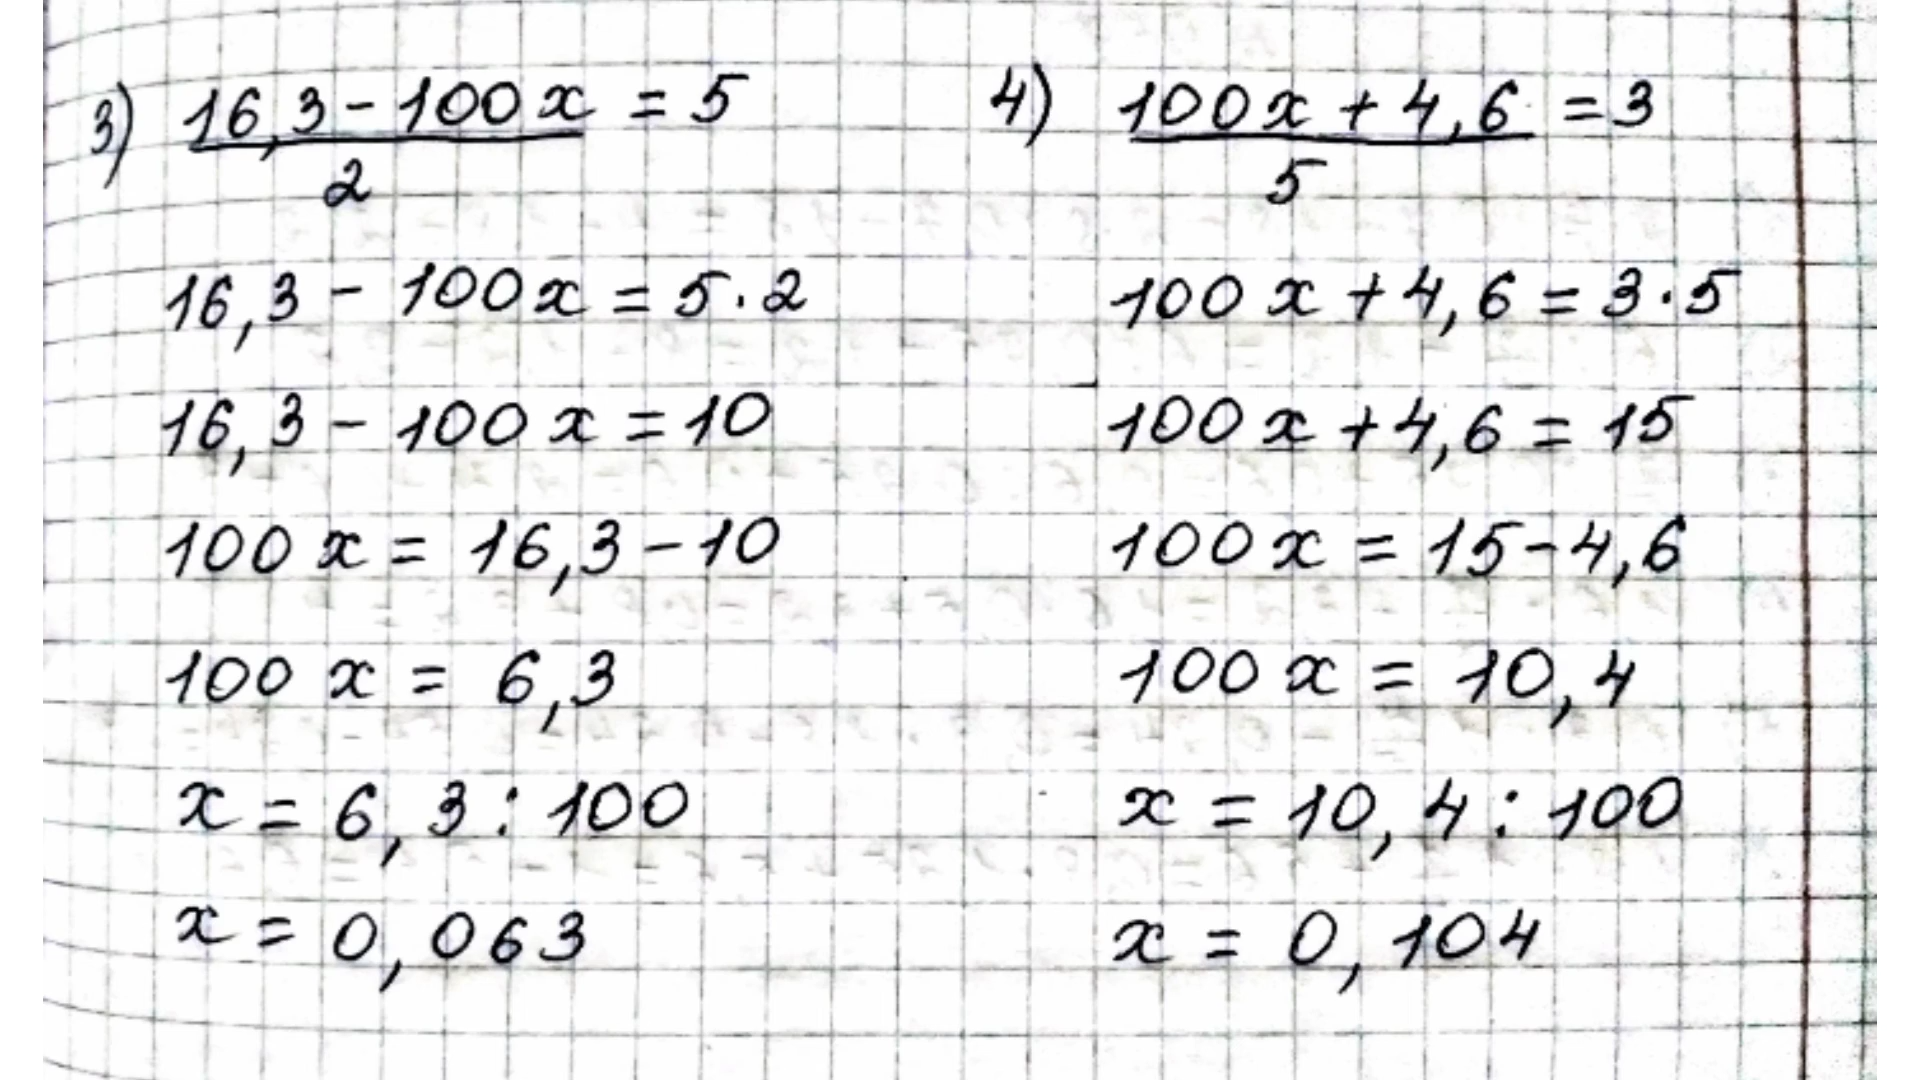 3) 16,3 - 100x = 5
2
16,3 - 100x = 5·2
16,3 - 100x = 10
100x = 16,3 - 10
100x = 6,3
x = 6,3 : 100
x = 0,063
4) 100x + 4,6 = 3
5
100x + 4,6 = 3·5
100x + 4,6 = 15
100x = 15 - 4,6
100x = 10,4
x = 10,4 : 100
x = 0,104